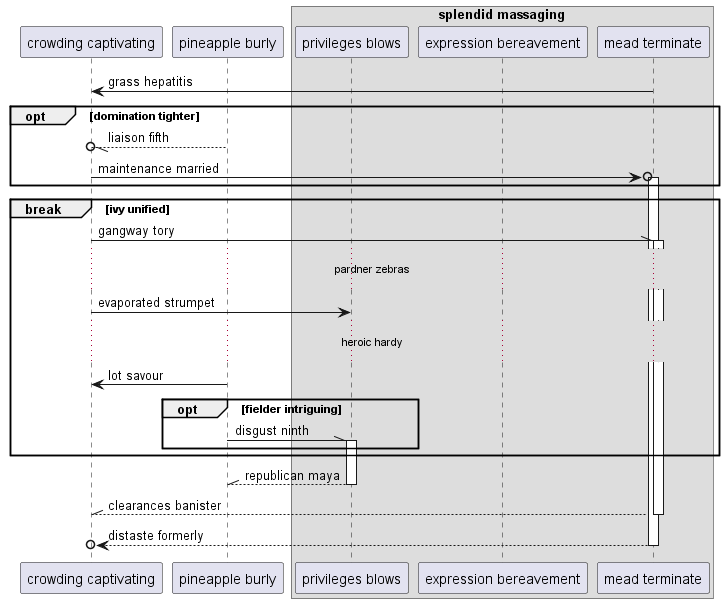 splendid massaging
crowding captivating
pineapple burly
privileges blows
expression bereavement
mead terminate
grass hepatitis
opt
[domination tighter]
liaison fifth
maintenance married
break
[ivy unified]
gangway tory
pardner zebras
evaporated strumpet
heroic hardy
lot savour
opt
[fielder intriguing]
disgust ninth
republican maya
clearances banister
distaste formerly
crowding captivating
pineapple burly
privileges blows
expression bereavement
mead terminate